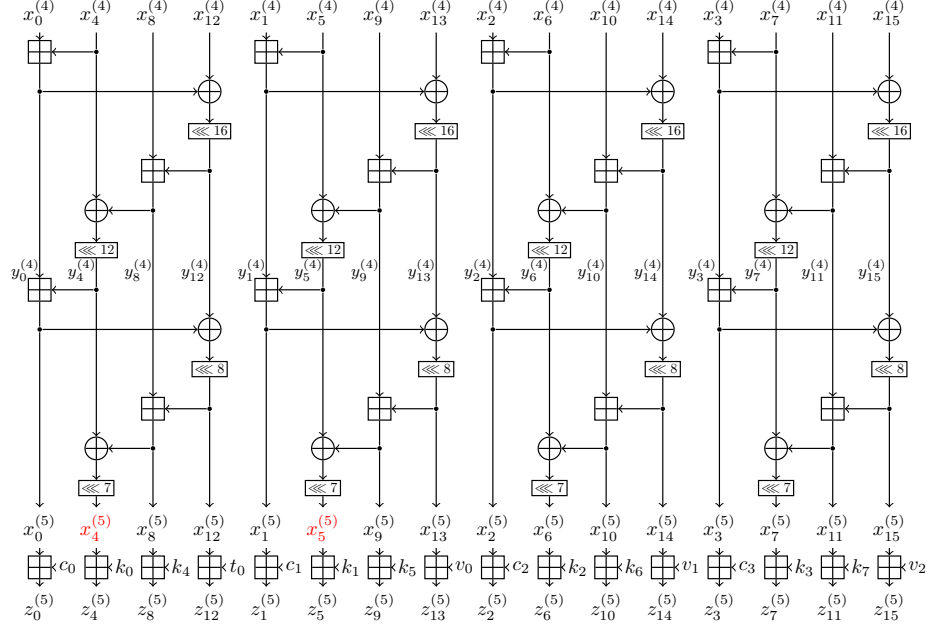 x_0^{(4)} x_4^{(4)} x_8^{(4)} x_{12}^{(4)} x_1^{(4)} x_5^{(4)} x_9^{(4)} x_{13}^{(4)} x_2^{(4)} x_6^{(4)} x_{10}^{(4)} x_{14}^{(4)} x_3^{(4)} x_7^{(4)} x_{11}^{(4)} x_{15}^{(4)}
⋘ 16 ⋘ 16 ⋘ 16 ⋘ 16
⋘ 12 ⋘ 12 ⋘ 12 ⋘ 12
y_0^{(4)} y_4^{(4)} y_8^{(4)} y_{12}^{(4)} y_1^{(4)} y_5^{(4)} y_9^{(4)} y_{13}^{(4)} y_2^{(4)} y_6^{(4)} y_{10}^{(4)} y_{14}^{(4)} y_3^{(4)} y_7^{(4)} y_{11}^{(4)} y_{15}^{(4)}
⋘ 8 ⋘ 8 ⋘ 8 ⋘ 8
⋘ 7 ⋘ 7 ⋘ 7 ⋘ 7
x_0^{(5)} x_4^{(5)} x_8^{(5)} x_{12}^{(5)} x_1^{(5)} x_5^{(5)} x_9^{(5)} x_{13}^{(5)} x_2^{(5)} x_6^{(5)} x_{10}^{(5)} x_{14}^{(5)} x_3^{(5)} x_7^{(5)} x_{11}^{(5)} x_{15}^{(5)}
c_0 k_0 k_4 t_0 c_1 k_1 k_5 v_0 c_2 k_2 k_6 v_1 c_3 k_3 k_7 v_2
z_0^{(5)} z_4^{(5)} z_8^{(5)} z_{12}^{(5)} z_1^{(5)} z_5^{(5)} z_9^{(5)} z_{13}^{(5)} z_2^{(5)} z_6^{(5)} z_{10}^{(5)} z_{14}^{(5)} z_3^{(5)} z_7^{(5)} z_{11}^{(5)} z_{15}^{(5)}